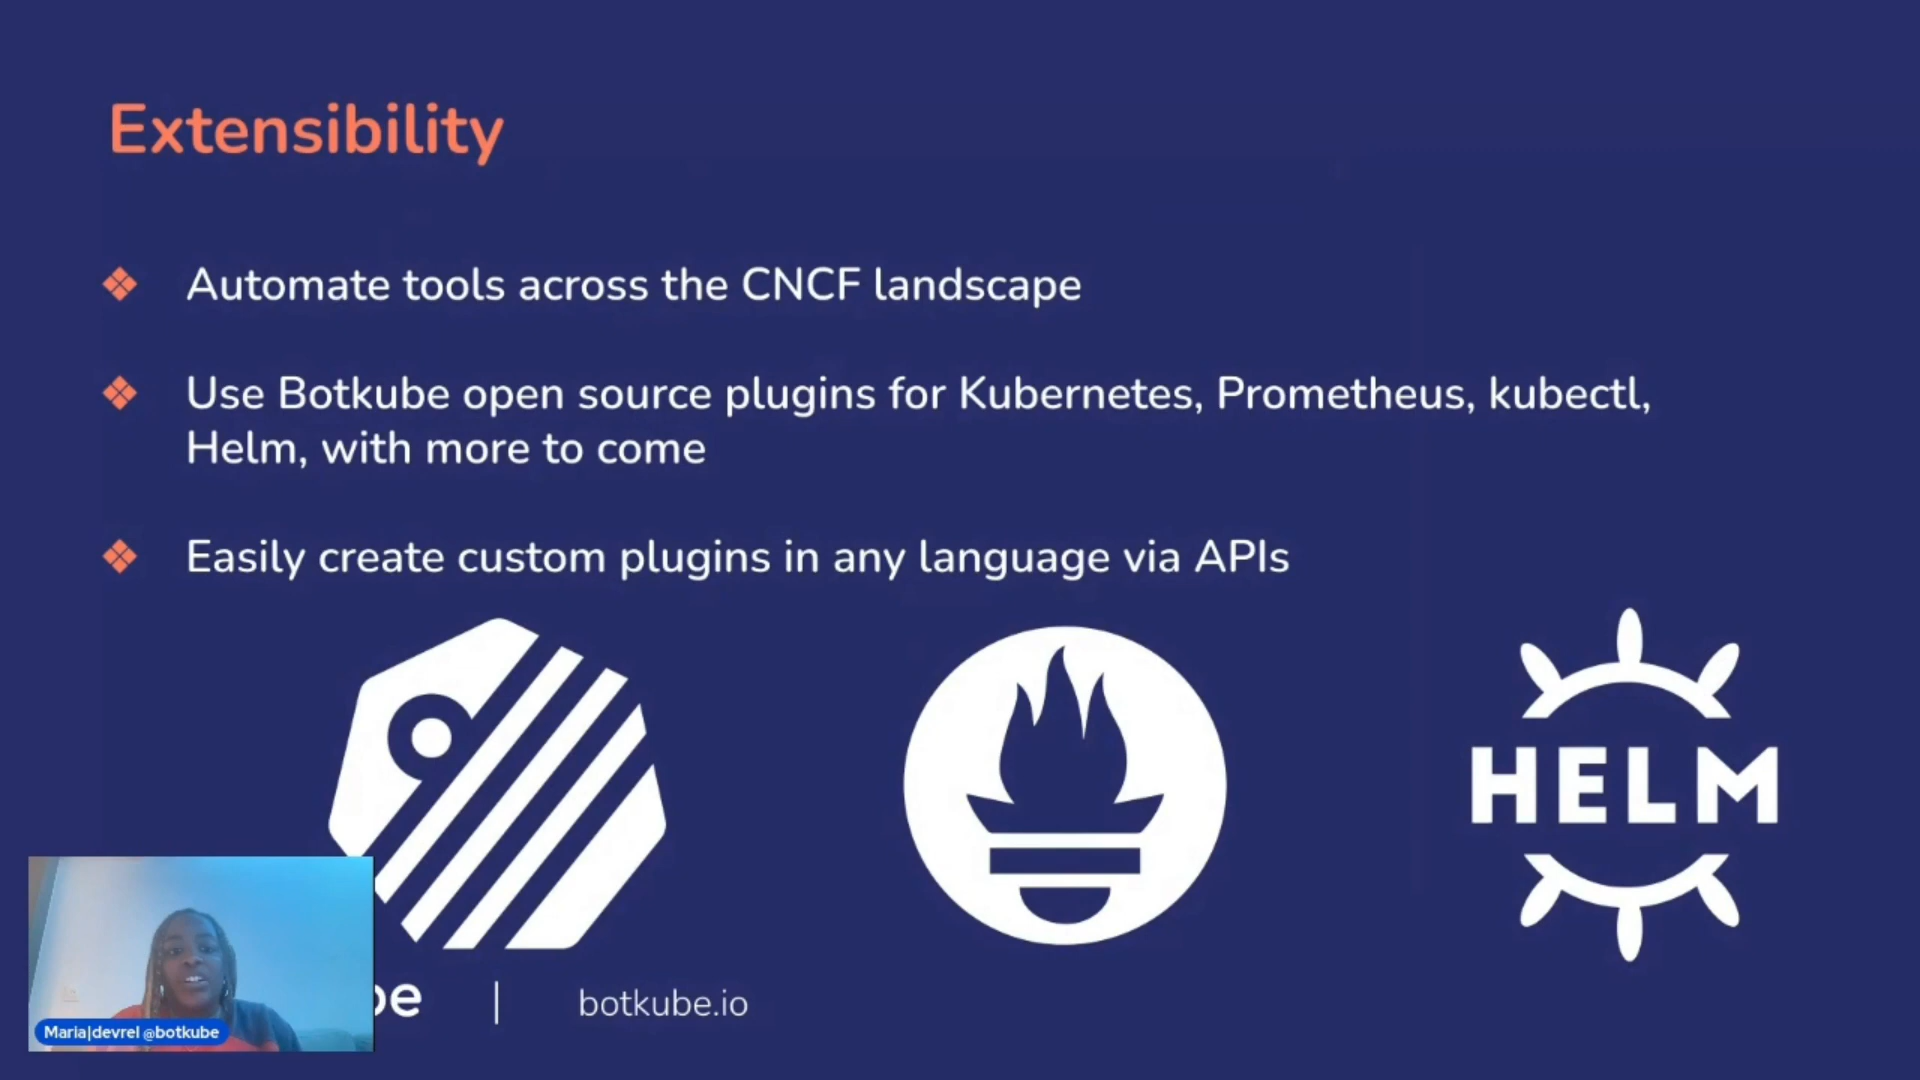 Extensibility
Automate tools across the CNCF landscape
Use Botkube open source plugins for Kubernetes, Prometheus, kubectl,
Helm, with more to come
Easily create custom plugins in any language via APIs
HELM
be | botkube.io
Maria|devrel @botkube